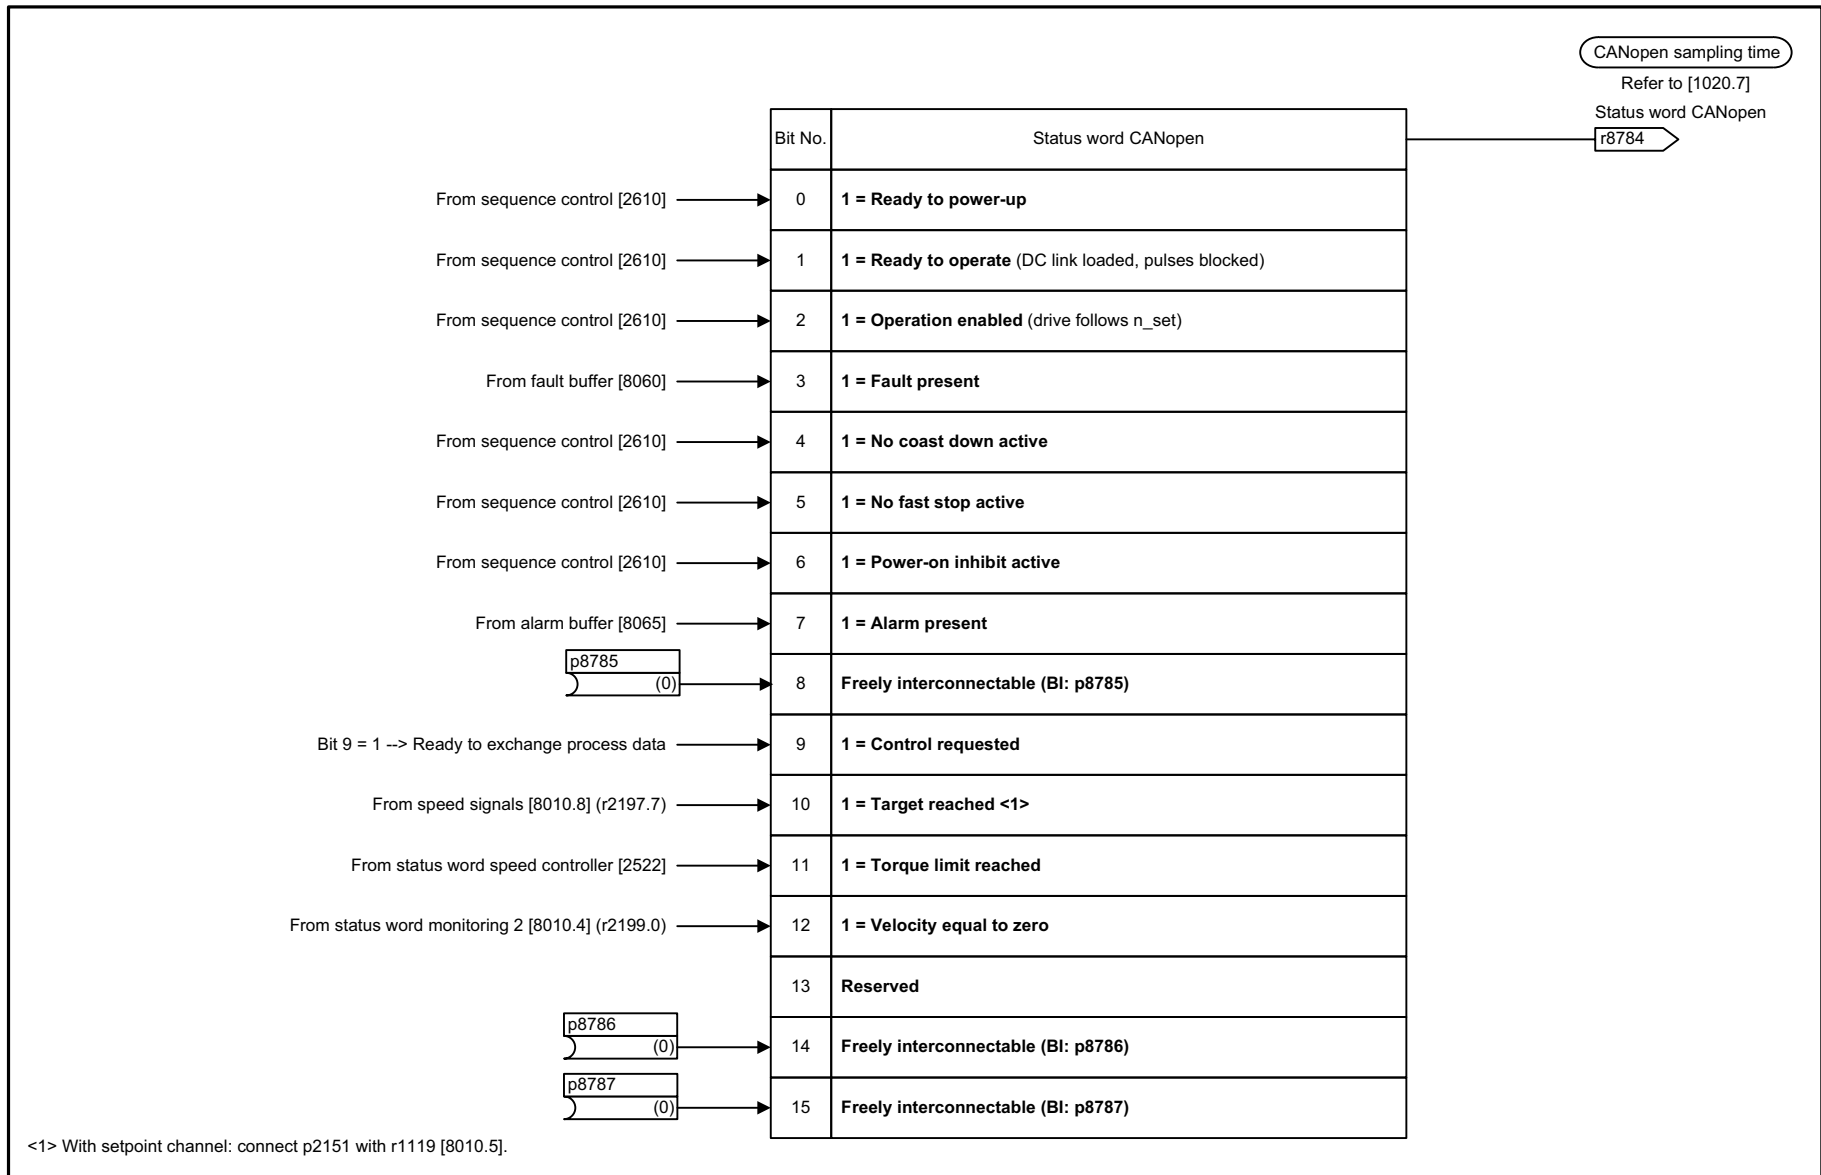 CANopen sampling time
Refer to [1020.7]
Status word CANopen
r8784
Bit No. Status word CANopen
From sequence control [2610] 0 1 = Ready to power-up
From sequence control [2610] 1 1 = Ready to operate (DC link loaded, pulses blocked)
From sequence control [2610] 2 1 = Operation enabled (drive follows n_set)
From fault buffer [8060] 3 1 = Fault present
From sequence control [2610] 4 1 = No coast down active
From sequence control [2610] 5 1 = No fast stop active
From sequence control [2610] 6 1 = Power-on inhibit active
From alarm buffer [8065] 7 1 = Alarm present
p8785
(0) 8 Freely interconnectable (BI: p8785)
Bit 9 = 1 --> Ready to exchange process data 9 1 = Control requested
From speed signals [8010.8] (r2197.7) 10 1 = Target reached <1>
From status word speed controller [2522] 11 1 = Torque limit reached
From status word monitoring 2 [8010.4] (r2199.0) 12 1 = Velocity equal to zero
13 Reserved
p8786
(0) 14 Freely interconnectable (BI: p8786)
p8787
(0) 15 Freely interconnectable (BI: p8787)
<1> With setpoint channel: connect p2151 with r1119 [8010.5].